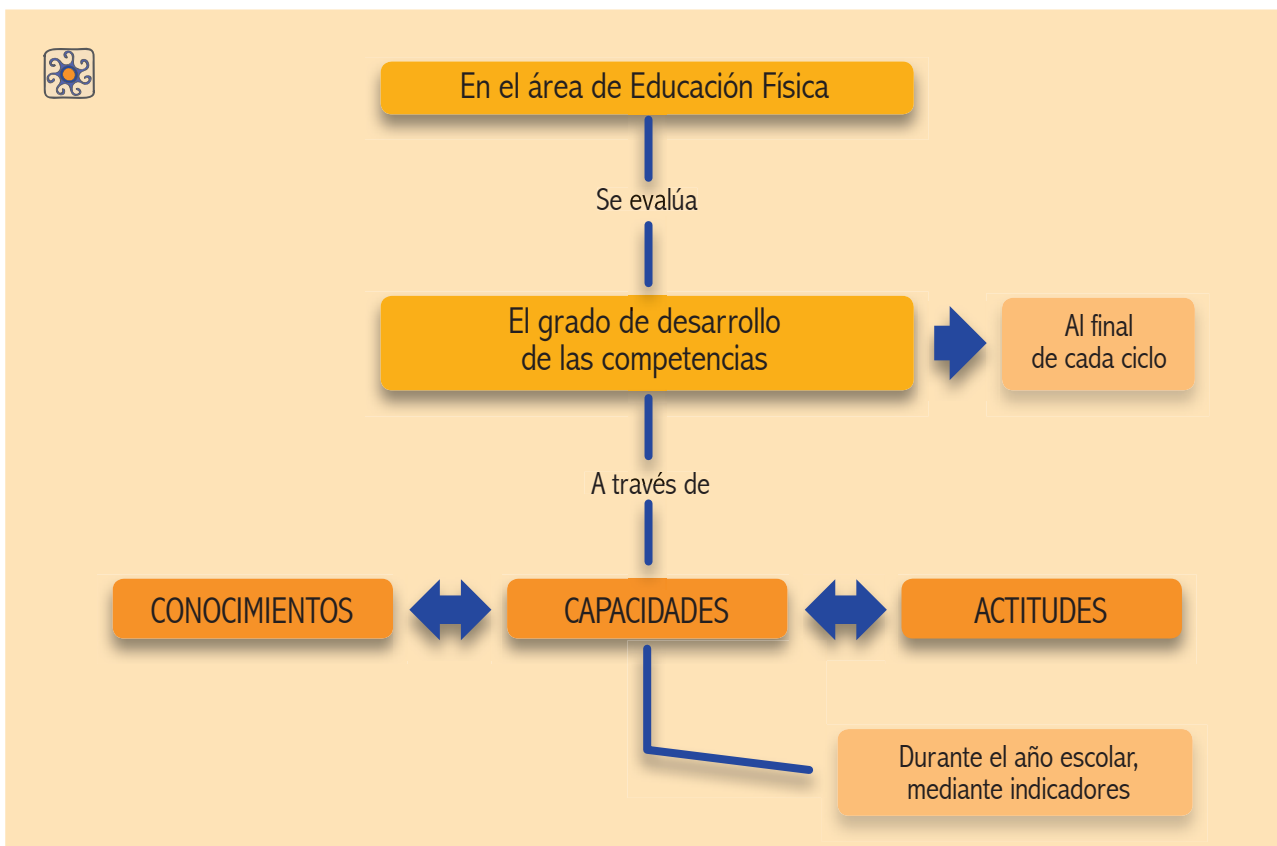 En el área de Educación Física
Se evalúa
El grado de desarrollo
de las competencias
Al final
de cada ciclo
A través de
CONOCIMIENTOS
CAPACIDADES
ACTITUDES
Durante el año escolar,
mediante indicadores